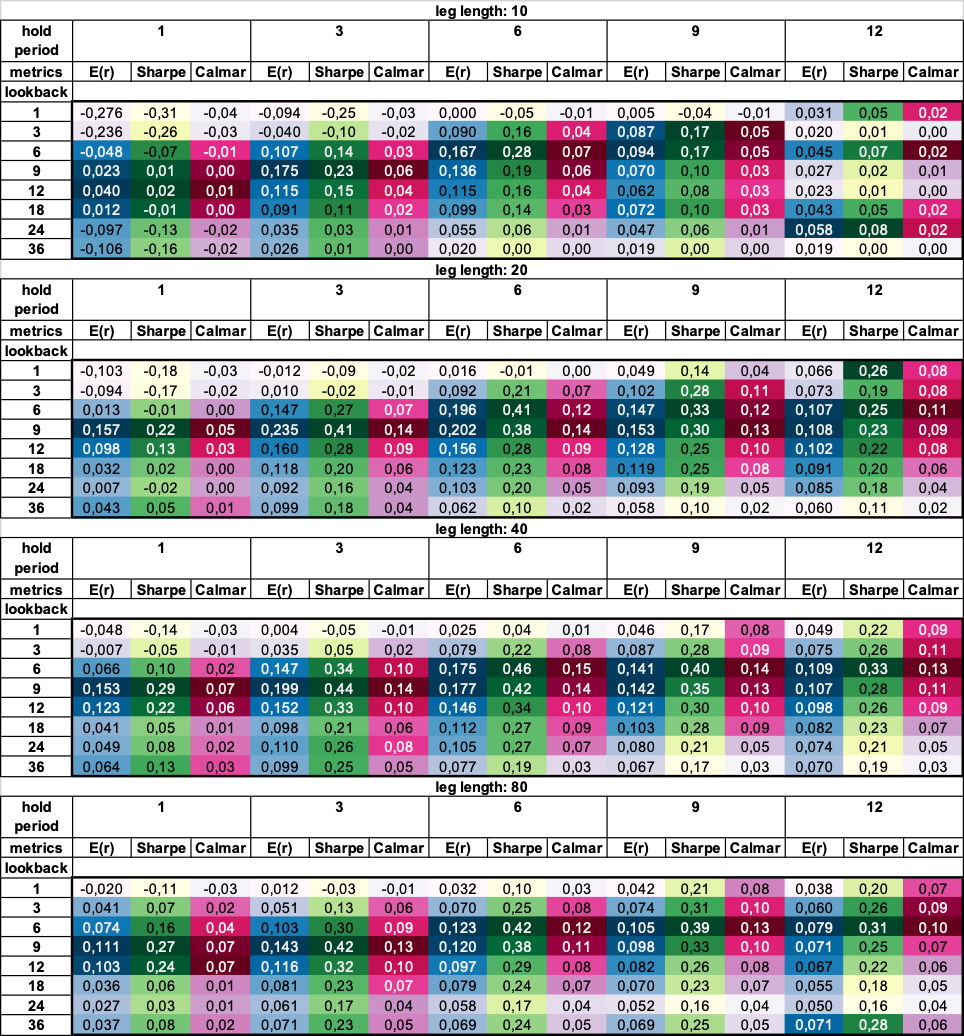 leg length: 10
hold period 1 3 6 9 12
metrics E(r) Sharpe Calmar E(r) Sharpe Calmar E(r) Sharpe Calmar E(r) Sharpe Calmar E(r) Sharpe Calmar
lookback
1 -0,276 -0,31 -0,04 -0,094 -0,25 -0,03 0,000 -0,05 -0,01 0,005 -0,04 -0,01 0,031 0,05 0,02
3 -0,236 -0,26 -0,03 -0,040 -0,10 -0,02 0,090 0,16 0,04 0,087 0,17 0,05 0,020 0,01 0,00
6 -0,048 -0,07 -0,01 0,107 0,14 0,03 0,167 0,28 0,07 0,094 0,17 0,05 0,045 0,07 0,02
9 0,023 0,01 0,00 0,175 0,23 0,06 0,136 0,19 0,06 0,070 0,10 0,03 0,027 0,02 0,01
12 0,040 0,02 0,01 0,115 0,15 0,04 0,115 0,16 0,04 0,062 0,08 0,03 0,023 0,01 0,00
18 0,012 -0,01 0,00 0,091 0,11 0,02 0,099 0,14 0,03 0,072 0,10 0,03 0,043 0,05 0,02
24 -0,097 -0,13 -0,02 0,035 0,03 0,01 0,055 0,06 0,01 0,047 0,06 0,01 0,058 0,08 0,02
36 -0,106 -0,16 -0,02 0,026 0,01 0,00 0,020 0,00 0,00 0,019 0,00 0,00 0,019 0,00 0,00
leg length: 20
hold period 1 3 6 9 12
metrics E(r) Sharpe Calmar E(r) Sharpe Calmar E(r) Sharpe Calmar E(r) Sharpe Calmar E(r) Sharpe Calmar
lookback
1 -0,103 -0,18 -0,03 -0,012 -0,09 -0,02 0,016 -0,01 0,00 0,049 0,14 0,04 0,066 0,26 0,08
3 -0,094 -0,17 -0,02 0,010 -0,02 -0,01 0,092 0,21 0,07 0,102 0,28 0,11 0,073 0,19 0,08
6 0,013 -0,01 0,00 0,147 0,27 0,07 0,196 0,41 0,12 0,147 0,33 0,12 0,107 0,25 0,11
9 0,157 0,22 0,05 0,235 0,41 0,14 0,202 0,38 0,14 0,153 0,30 0,13 0,108 0,23 0,09
12 0,098 0,13 0,03 0,160 0,28 0,09 0,156 0,28 0,09 0,128 0,25 0,10 0,102 0,22 0,08
18 0,032 0,02 0,00 0,118 0,20 0,06 0,123 0,23 0,08 0,119 0,25 0,08 0,091 0,20 0,06
24 0,007 -0,02 0,00 0,092 0,16 0,04 0,103 0,20 0,05 0,093 0,19 0,05 0,085 0,18 0,04
36 0,043 0,05 0,01 0,099 0,18 0,04 0,062 0,10 0,02 0,058 0,10 0,02 0,060 0,11 0,02
leg length: 40
hold period 1 3 6 9 12
metrics E(r) Sharpe Calmar E(r) Sharpe Calmar E(r) Sharpe Calmar E(r) Sharpe Calmar E(r) Sharpe Calmar
lookback
1 -0,048 -0,14 -0,03 0,004 -0,05 -0,01 0,025 0,04 0,01 0,046 0,17 0,08 0,049 0,22 0,09
3 -0,007 -0,05 -0,01 0,035 0,05 0,02 0,079 0,22 0,08 0,087 0,28 0,09 0,075 0,26 0,11
6 0,066 0,10 0,02 0,147 0,34 0,10 0,175 0,46 0,15 0,141 0,40 0,14 0,109 0,33 0,13
9 0,153 0,29 0,07 0,199 0,44 0,14 0,177 0,42 0,14 0,142 0,35 0,13 0,107 0,28 0,11
12 0,123 0,22 0,06 0,152 0,33 0,10 0,146 0,34 0,10 0,121 0,30 0,10 0,098 0,26 0,09
18 0,041 0,05 0,01 0,098 0,21 0,06 0,112 0,27 0,09 0,103 0,28 0,09 0,082 0,23 0,07
24 0,049 0,08 0,02 0,110 0,26 0,08 0,105 0,27 0,07 0,080 0,21 0,05 0,074 0,21 0,05
36 0,064 0,13 0,03 0,099 0,25 0,05 0,077 0,19 0,03 0,067 0,17 0,03 0,070 0,19 0,03
leg length: 80
hold period 1 3 6 9 12
metrics E(r) Sharpe Calmar E(r) Sharpe Calmar E(r) Sharpe Calmar E(r) Sharpe Calmar E(r) Sharpe Calmar
lookback
1 -0,020 -0,11 -0,03 0,012 -0,03 -0,01 0,032 0,10 0,03 0,042 0,21 0,08 0,038 0,20 0,07
3 0,041 0,07 0,02 0,051 0,13 0,06 0,070 0,25 0,08 0,074 0,31 0,10 0,060 0,26 0,09
6 0,074 0,16 0,04 0,103 0,30 0,09 0,123 0,42 0,12 0,105 0,39 0,13 0,079 0,31 0,10
9 0,111 0,27 0,07 0,143 0,42 0,13 0,120 0,38 0,11 0,098 0,33 0,10 0,071 0,25 0,07
12 0,103 0,24 0,07 0,116 0,32 0,10 0,097 0,29 0,08 0,082 0,26 0,08 0,067 0,22 0,06
18 0,036 0,06 0,01 0,081 0,23 0,07 0,079 0,24 0,07 0,070 0,23 0,07 0,055 0,18 0,05
24 0,027 0,03 0,01 0,061 0,17 0,04 0,058 0,17 0,04 0,052 0,16 0,04 0,050 0,16 0,04
36 0,037 0,08 0,02 0,071 0,23 0,05 0,069 0,24 0,05 0,069 0,25 0,05 0,071 0,28 0,06